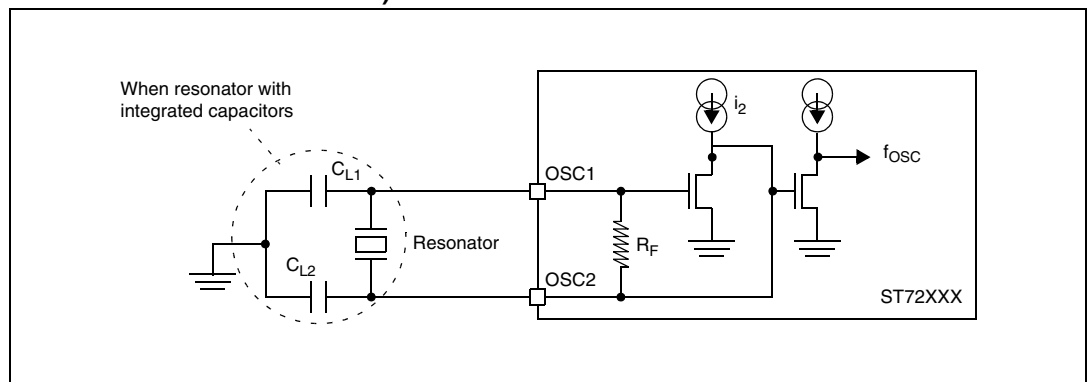 When resonator with
integrated capacitors
i2
fOSC
CL1
OSC1
Resonator
RF
CL2
OSC2
ST72XXX